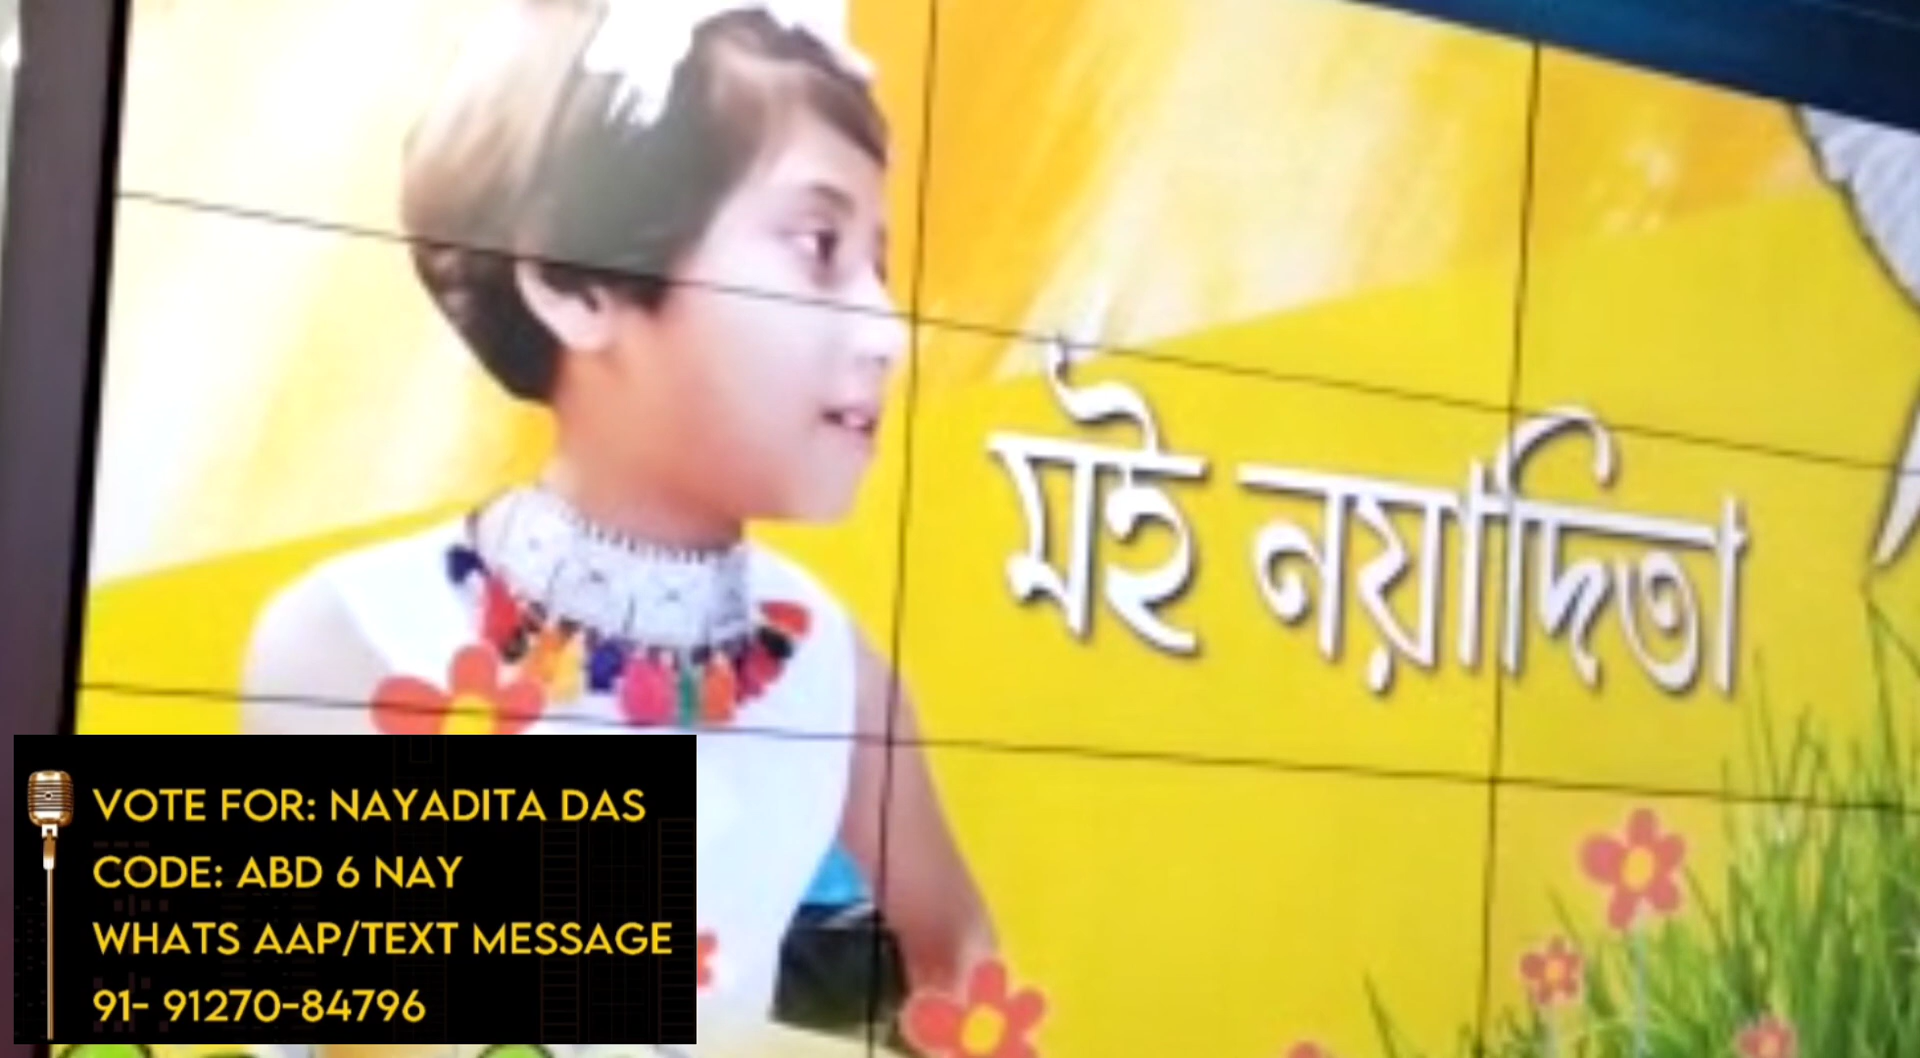 মই নয়াদিতা
VOTE FOR: NAYADITA DAS
CODE: ABD 6 NAY
WHATS AAP/TEXT MESSAGE
91- 91270-84796